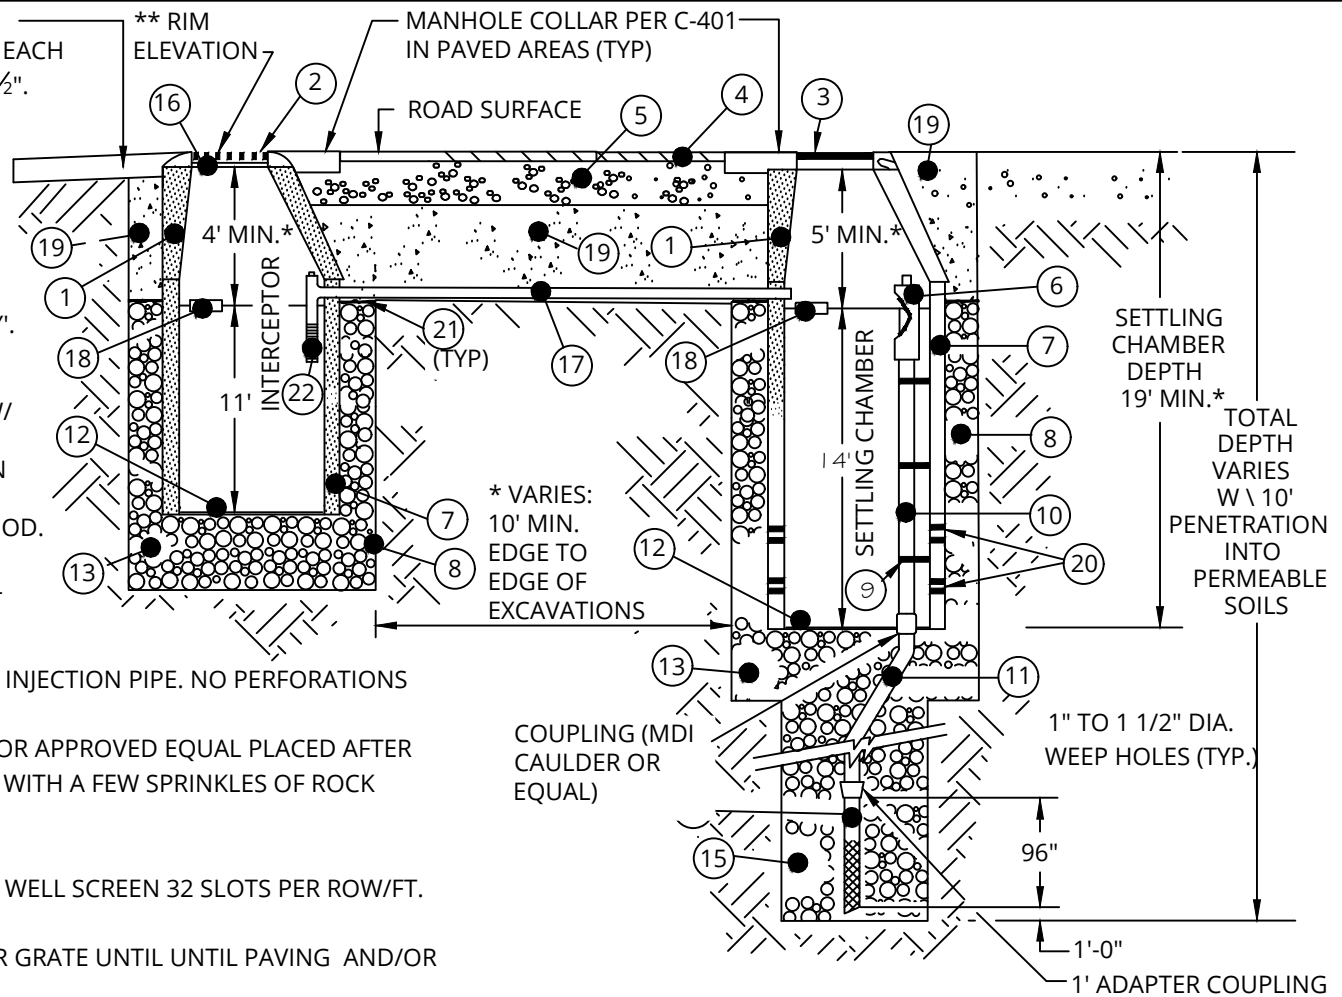 EACH
½".
** RIM
ELEVATION
MANHOLE COLLAR PER C-401
IN PAVED AREAS (TYP)
ROAD SURFACE
16
2
5
4
3
19
19
1
4' MIN.*
19
1
5' MIN.*
6
INTERCEPTOR
".
18
21
(TYP)
17
18
SETTLING CHAMBER
7
SETTLING
CHAMBER
DEPTH
19' MIN.*
22
11'
W/
12
14'
8
TOTAL
DEPTH
VARIES
W \ 10'
PENETRATION
INTO
PERMEABLE
SOILS
N
OD.
* VARIES:
10' MIN.
EDGE TO
EDGE OF
EXCAVATIONS
7
10
13
8
12
9
20
13
11
INJECTION PIPE. NO PERFORATIONS
OR APPROVED EQUAL PLACED AFTER
WITH A FEW SPRINKLES OF ROCK
COUPLING (MDI
CAULDER OR
EQUAL)
1" TO 1 1/2" DIA.
WEEP HOLES (TYP.)
15
96"
WELL SCREEN 32 SLOTS PER ROW/FT.
R GRATE UNTIL UNTIL PAVING AND/OR
1'-0"
1' ADAPTER COUPLING